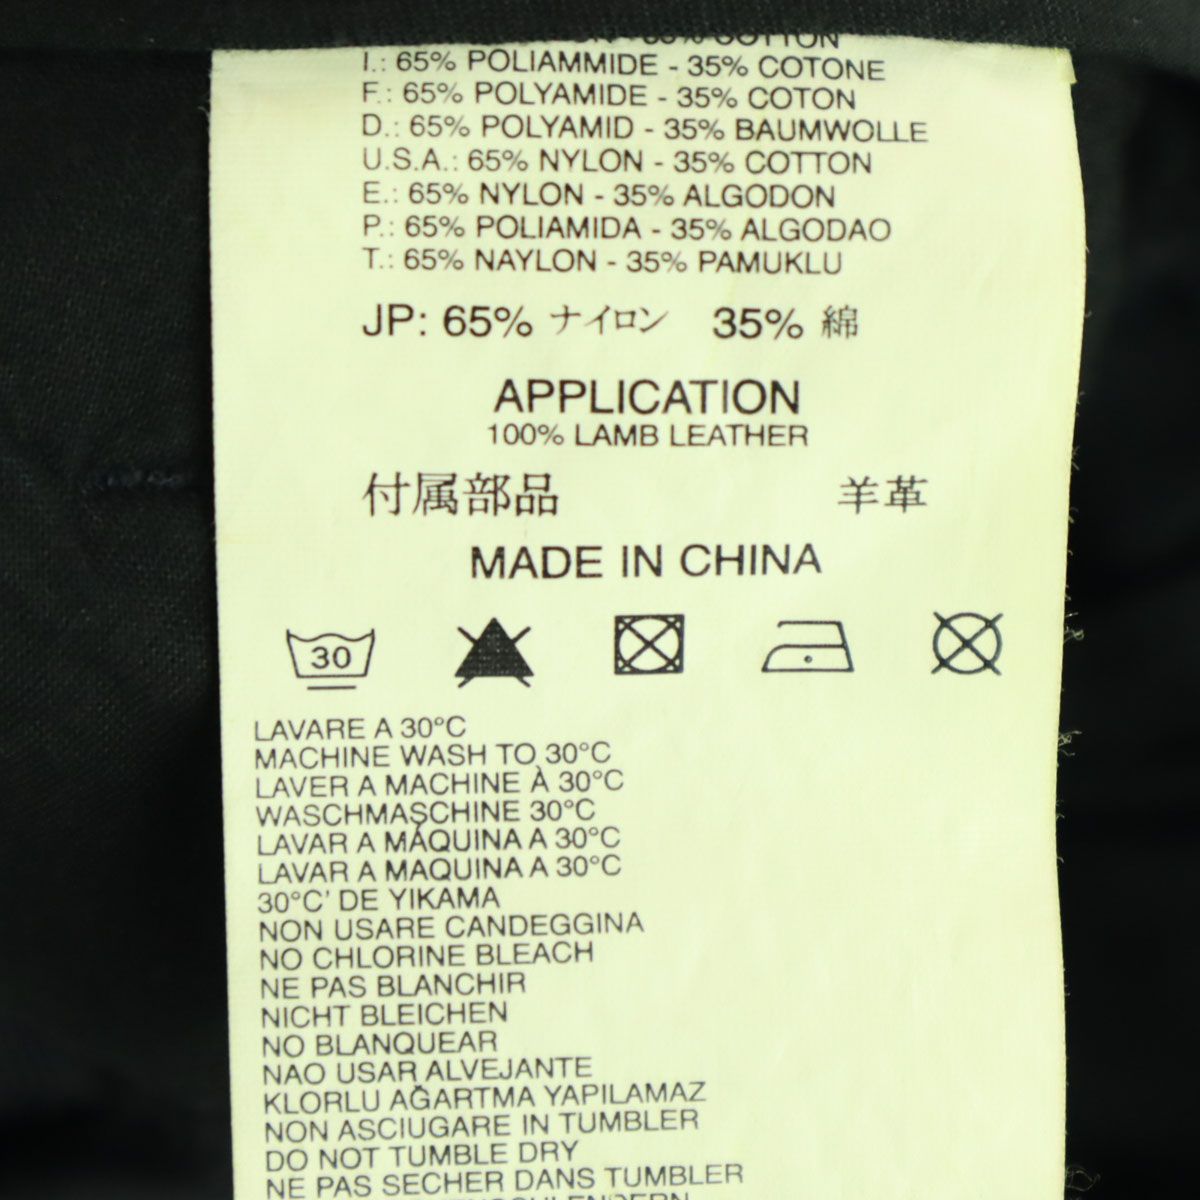 35% COTTON
I.: 65% POLIAMMIDE - 35% COTONE
F.: 65% POLYAMIDE - 35% COTON
D.: 65% POLYAMID - 35% BAUMWOLLE
U.S.A.: 65% NYLON - 35% COTTON
E.: 65% NYLON - 35% ALGODON
P.: 65% POLIAMIDA - 35% ALGODAO
T.: 65% NAYLON - 35% PAMUKLU
JP: 65% ナイロン 35% 綿
APPLICATION
100% LAMB LEATHER
付属部品 羊革
MADE IN CHINA
30
LAVARE A 30°C
MACHINE WASH TO 30°C
LAVER A MACHINE À 30°C
WASCHMASCHINE 30°C
LAVAR A MÁQUINA A 30°C
LAVAR A MAQUINA A 30°C
30°C' DE YIKAMA
NON USARE CANDEGGINA
NO CHLORINE BLEACH
NE PAS BLANCHIR
NICHT BLEICHEN
NO BLANQUEAR
NAO USAR ALVEJANTE
KLORLU AĞARTMA YAPILAMAZ
NON ASCIUGARE IN TUMBLER
DO NOT TUMBLE DRY
NE PAS SECHER DANS TUMBLER